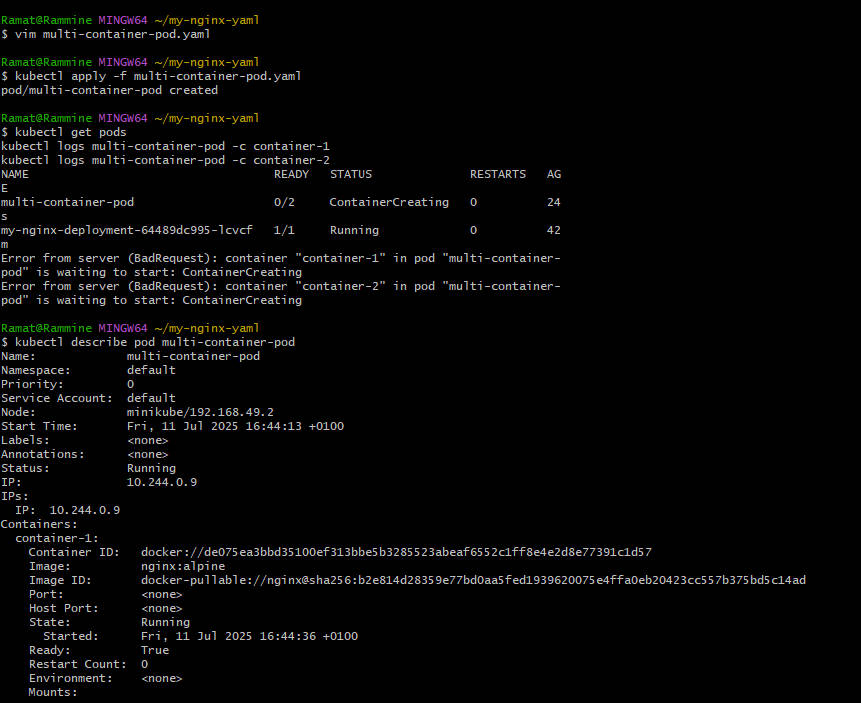 Ramat@Rammine MINGW64 ~/my-nginx-yaml
$ vim multi-container-pod.yaml
Ramat@Rammine MINGW64 ~/my-nginx-yaml
$ kubectl apply -f multi-container-pod.yaml
pod/multi-container-pod created
Ramat@Rammine MINGW64 ~/my-nginx-yaml
$ kubectl get pods
kubectl logs multi-container-pod -c container-1
kubectl logs multi-container-pod -c container-2
NAME                                   READY   STATUS              RESTARTS   AG
E
multi-container-pod                    0/2     ContainerCreating   0          24
s
my-nginx-deployment-64489dc995-lcvcf   1/1     Running             0          42
m
Error from server (BadRequest): container "container-1" in pod "multi-container-
pod" is waiting to start: ContainerCreating
Error from server (BadRequest): container "container-2" in pod "multi-container-
pod" is waiting to start: ContainerCreating
Ramat@Rammine MINGW64 ~/my-nginx-yaml
$ kubectl describe pod multi-container-pod
Name:             multi-container-pod
Namespace:        default
Priority:         0
Service Account:  default
Node:             minikube/192.168.49.2
Start Time:       Fri, 11 Jul 2025 16:44:13 +0100
Labels:           <none>
Annotations:      <none>
Status:           Running
IP:               10.244.0.9
IPs:
  IP:  10.244.0.9
Containers:
  container-1:
    Container ID:   docker://de075ea3bbd35100ef313bbe5b3285523abeaf6552c1ff8e4e2d8e77391c1d57
    Image:          nginx:alpine
    Image ID:       docker-pullable://nginx@sha256:b2e814d28359e77bd0aa5fed1939620075e4ffa0eb20423cc557b375bd5c14ad
    Port:           <none>
    Host Port:      <none>
    State:          Running
      Started:      Fri, 11 Jul 2025 16:44:36 +0100
    Ready:          True
    Restart Count:  0
    Environment:    <none>
    Mounts: